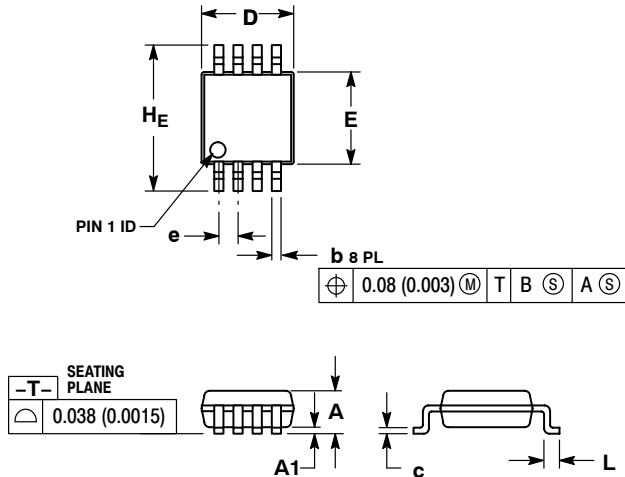 D
HE
E
PIN 1 ID
e
b 8 PL
⌖ 0.08 (0.003) Ⓜ T B Ⓢ A Ⓢ
–T– SEATING
PLANE
⌓ 0.038 (0.0015)
A
A1
c
L